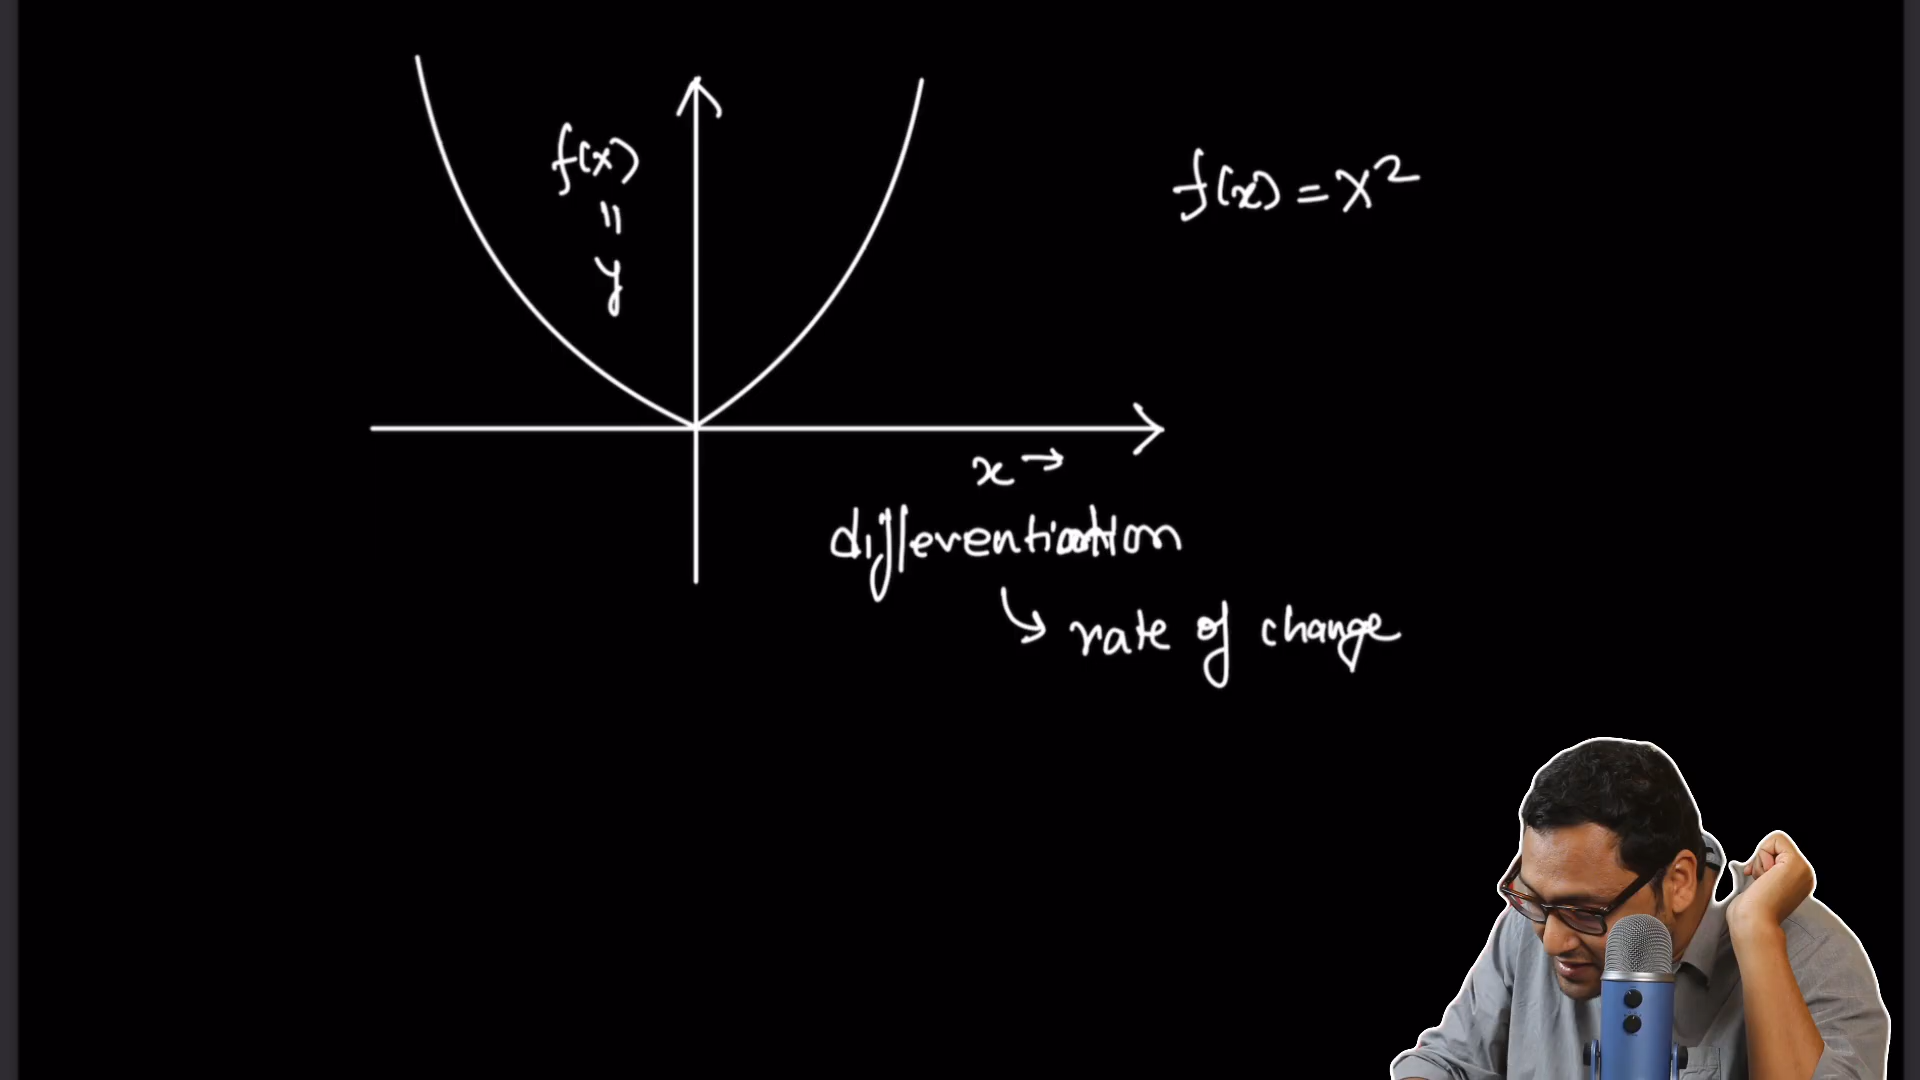 f(x)
=
y
f(x) = x²
x →
differentiation
↳ rate of change